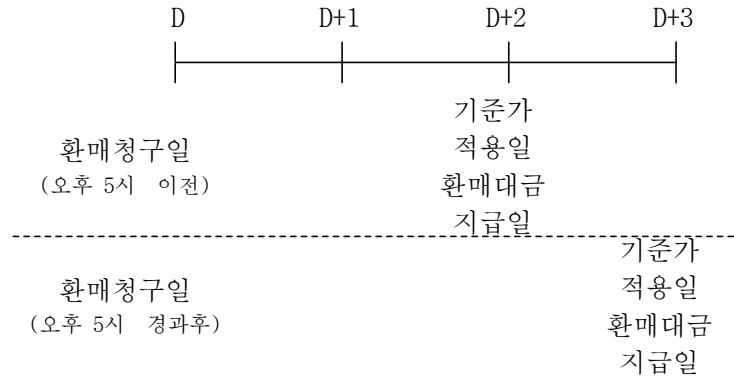 D D+1 D+2 D+3
기준가
적용일
환매대금
지급일
환매청구일
(오후 5시 이전)
기준가
적용일
환매대금
지급일
환매청구일
(오후 5시 경과후)